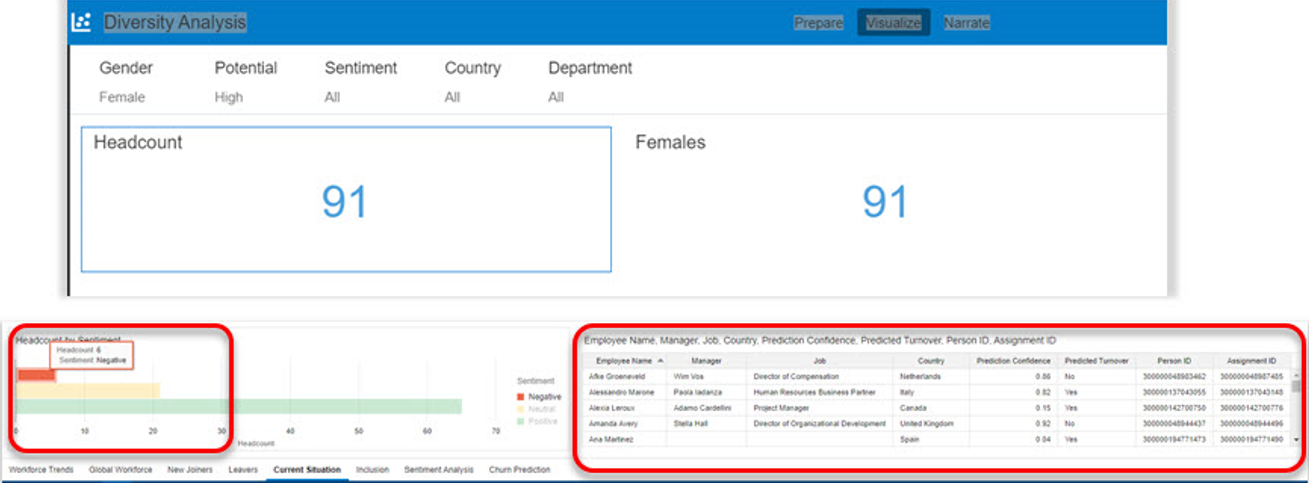 Diversity Analysis Prepare Visualize Narrate
Gender Potential Sentiment Country Department
Female High All All All
Headcount Females
91 91
Headcount by Sentiment
Headcount 6
Sentiment Negative
Sentiment
Negative
Neutral
Positive
0 10 20 30 40 50 60 70
Headcount
Employee Name, Manager, Job, Country, Prediction Confidence, Predicted Turnover, Person ID, Assignment ID
Employee Name Manager Job Country Prediction Confidence Predicted Turnover Person ID Assignment ID
Afke Groeneveld Wim Vos Director of Compensation Netherlands 0.86 No 300000048983462 300000048987485
Alessandro Marone Paola Iadanza Human Resources Business Partner Italy 0.82 Yes 300000137043055 300000137043148
Alexia Leroux Adamo Cardellini Project Manager Canada 0.15 Yes 300000142700750 300000142700776
Amanda Avery Stella Hall Director of Organizational Development United Kingdom 0.92 No 300000048944437 300000048944496
Ana Martinez Spain 0.04 Yes 300000194771473 300000194771490
Workforce Trends Global Workforce New Joiners Leavers Current Situation Inclusion Sentiment Analysis Churn Prediction